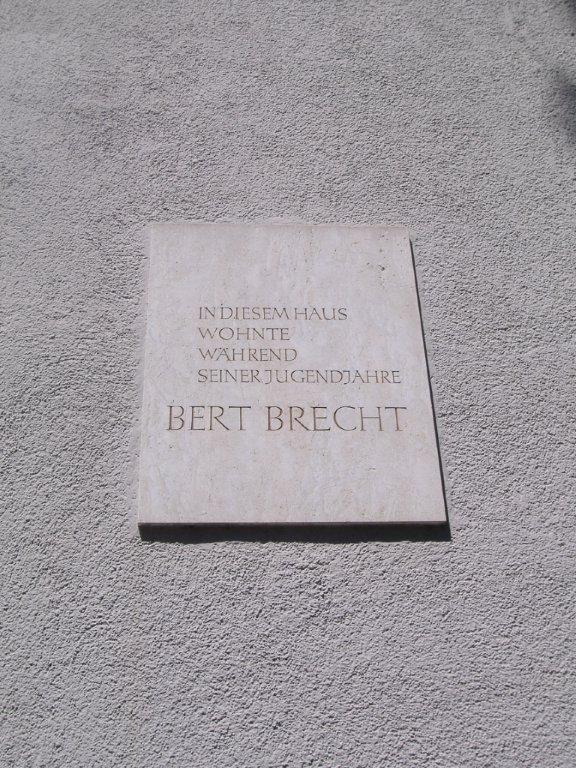 IN DIESEM HAUS
WOHNTE
WÄHREND
SEINER JUGENDJAHRE
BERT BRECHT